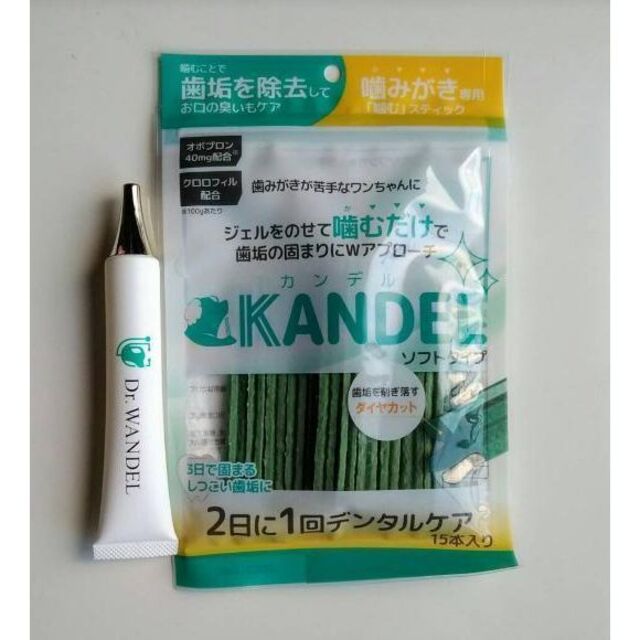 噛むことで
歯垢を除去して
お口の臭いもケア
噛みがき専用
「噛む」スティック
オボプロン
40mg配合※
クロロフィル
配合
※100gあたり
歯みがきが苦手なワンちゃんに
ジェルをのせて噛むだけで
歯垢の固まりにWアプローチ
カンデル
KANDEL
ソフトタイプ
歯垢を削ぎ落す
ダイヤカット
3日で固まる
しつこい歯垢に
2日に1回デンタルケア
15本入り
Dr.WANDEL